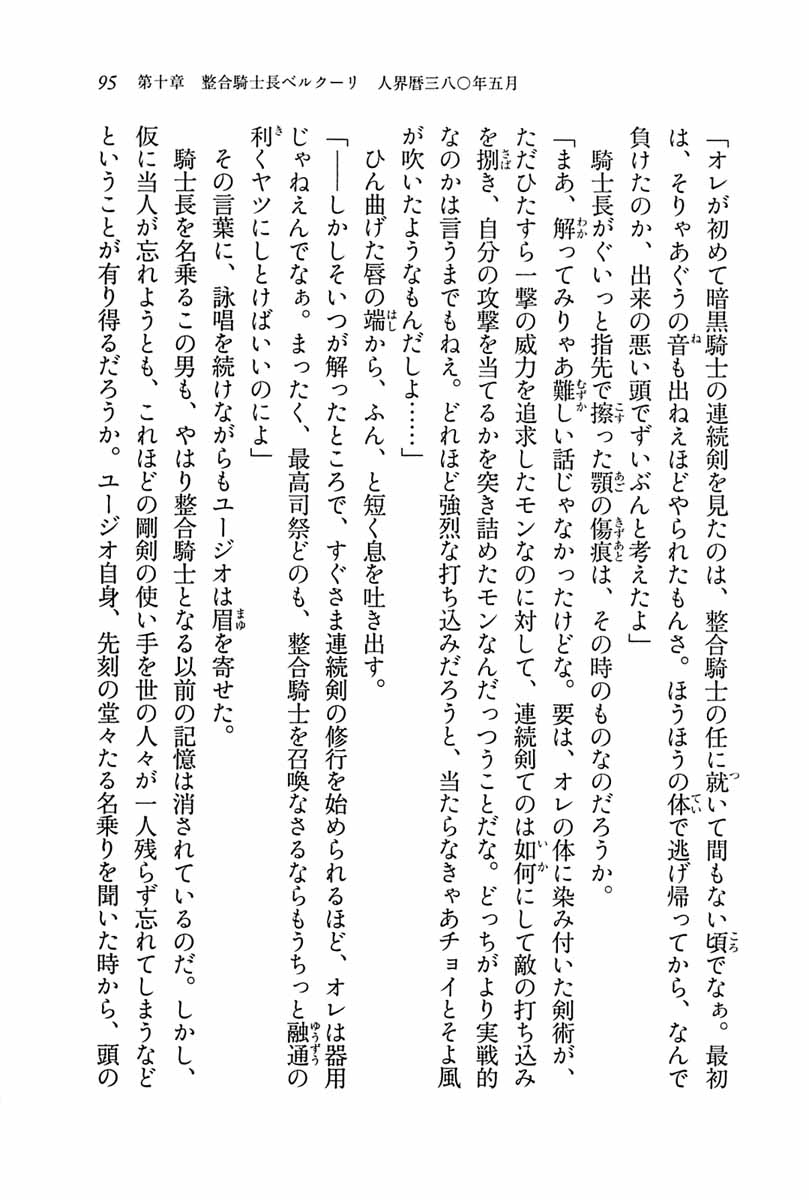 95　第十章　整合騎士長ベルクーリ　人界暦三八〇年五月
「オレが初めて暗黒騎士の連続剣を見たのは、整合騎士の任に就いて間もない頃でなぁ。最初
は、そりゃあぐうの音も出ねえほどやられたもんさ。ほうほうの体で逃げ帰ってから、なんで
負けたのか、出来の悪い頭でずいぶんと考えたよ」
　騎士長がぐいっと指先で擦った顎の傷痕は、その時のものなのだろうか。
「まあ、解ってみりゃあ難しい話じゃなかったけどな。要は、オレの体に染み付いた剣術が、
ただひたすら一撃の威力を追求したモンなのに対して、連続剣てのは如何にして敵の打ち込み
を捌き、自分の攻撃を当てるかを突き詰めたモンなんだっつうことだな。どっちがより実戦的
なのかは言うまでもねえ。どれほど強烈な打ち込みだろうと、当たらなきゃあチョイとそよ風
が吹いたようなもんだしよ……」
　ひん曲げた唇の端から、ふん、と短く息を吐き出す。
「――しかしそいつが解ったところで、すぐさま連続剣の修行を始められるほど、オレは器用
じゃねえんでなぁ。まったく、最高司祭どのも、整合騎士を召喚なさるならもうちっと融通の
利くヤツにしとけばいいのによ」
　その言葉に、詠唱を続けながらもユージオは眉を寄せた。
　騎士長を名乗るこの男も、やはり整合騎士となる以前の記憶は消されているのだ。しかし、
仮に当人が忘れようとも、これほどの剛剣の使い手を世の人々が一人残らず忘れてしまうなど
ということが有り得るだろうか。ユージオ自身、先刻の堂々たる名乗りを聞いた時から、頭の